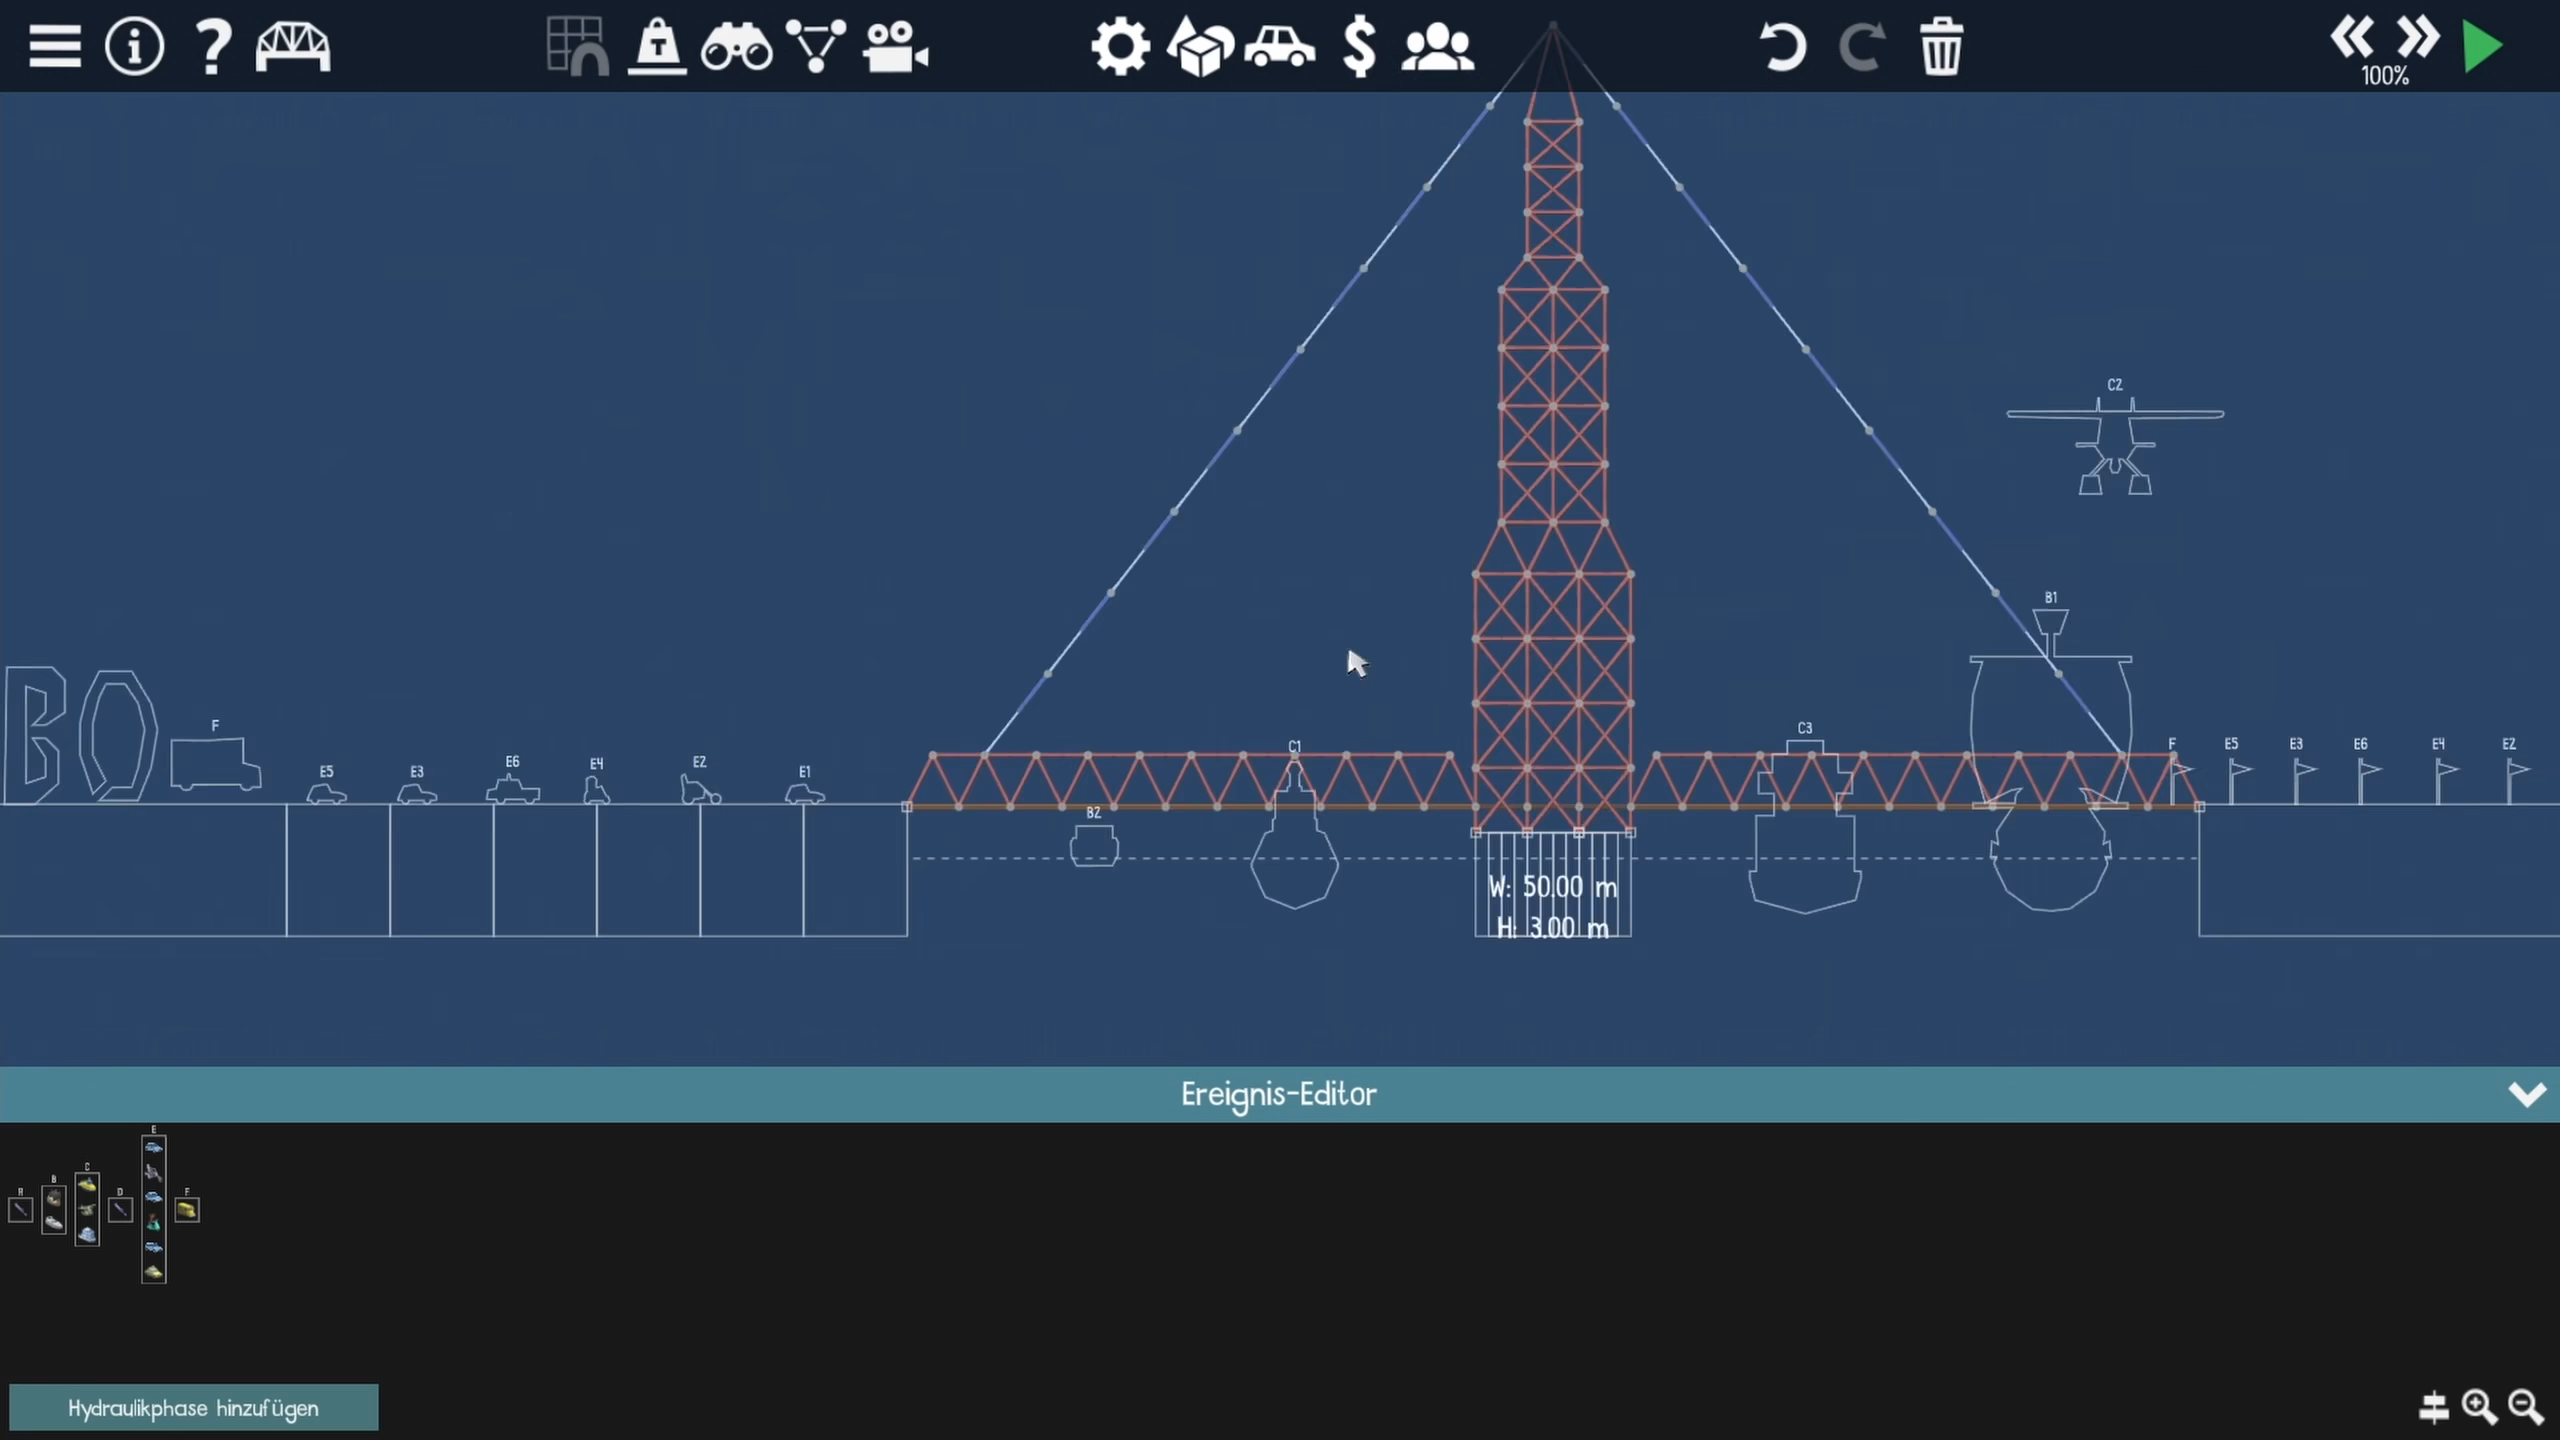 100%
C2
B1
BO
F
E5
E3
E6
E4
E2
E1
B2
C1
C3
F
E5
E3
E6
E4
E2
W: 50.00 m
H: 3.00 m
Ereignis-Editor
A
B
C
D
E
F
Hydraulikphase hinzufügen